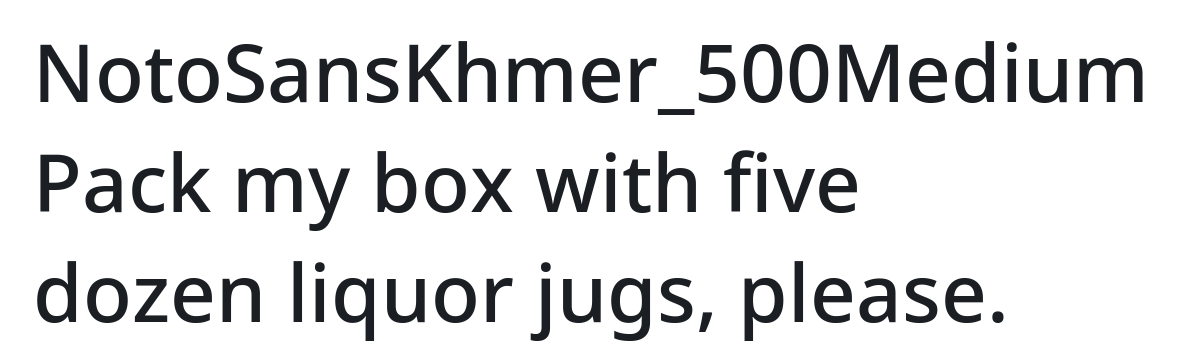 NotoSansKhmer_500Medium
Pack my box with five
dozen liquor jugs, please.